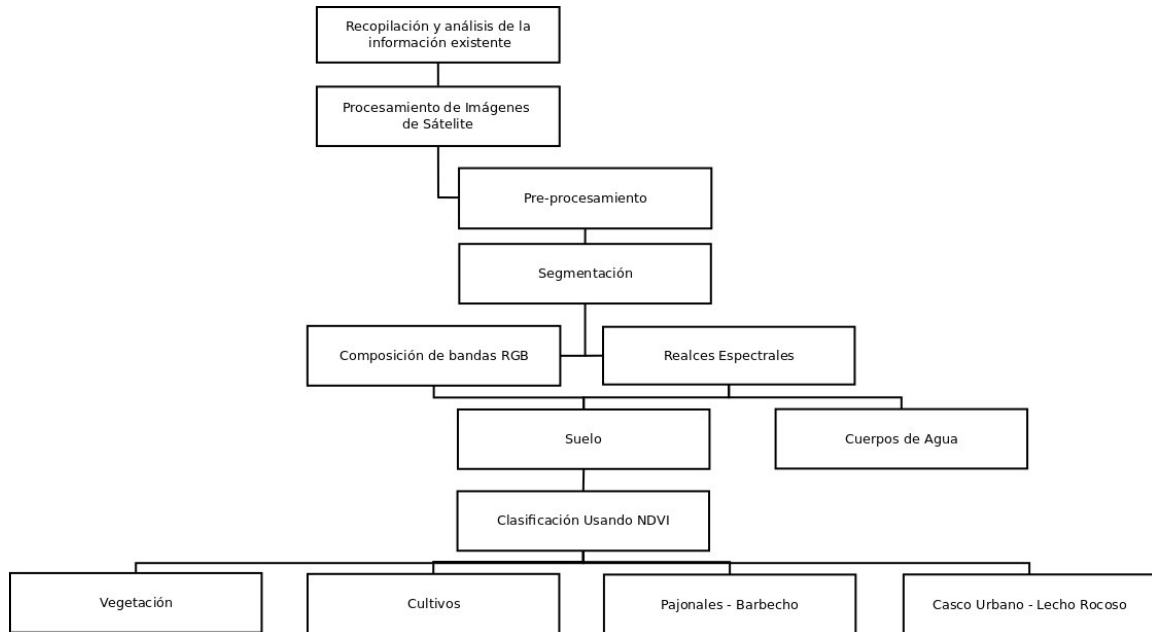 Recopilación y análisis de la
información existente
Procesamiento de Imágenes
de Sátelite
Pre-procesamiento
Segmentación
Composición de bandas RGB
Realces Espectrales
Suelo
Cuerpos de Agua
Clasificación Usando NDVI
Vegetación
Cultivos
Pajonales - Barbecho
Casco Urbano - Lecho Rocoso